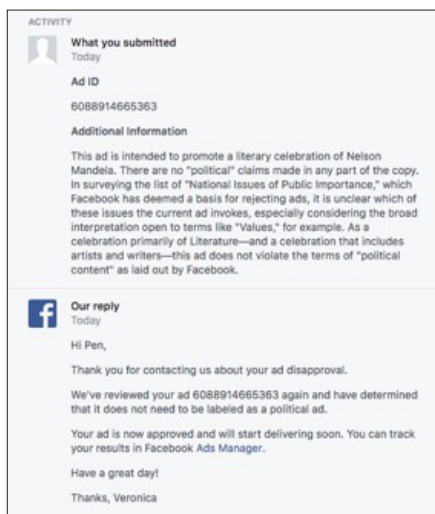 ACTIVITY
What you submitted
Today
Ad ID
6088914665363
Additional Information
This ad is intended to promote a literary celebration of Nelson
Mandela. There are no "political" claims made in any part of the copy.
In surveying the list of "National Issues of Public Importance," which
Facebook has deemed a basis for rejecting ads, it is unclear which of
these issues the current ad invokes, especially considering the broad
interpretation open to terms like "Values," for example. As a
celebration primarily of Literature—and a celebration that includes
artists and writers—this ad does not violate the terms of "political
content" as laid out by Facebook.
Our reply
Today
Hi Pen,
Thank you for contacting us about your ad disapproval.
We've reviewed your ad 6088914665363 again and have determined
that it does not need to be labeled as a political ad.
Your ad is now approved and will start delivering soon. You can track
your results in Facebook Ads Manager.
Have a great day!
Thanks, Veronica